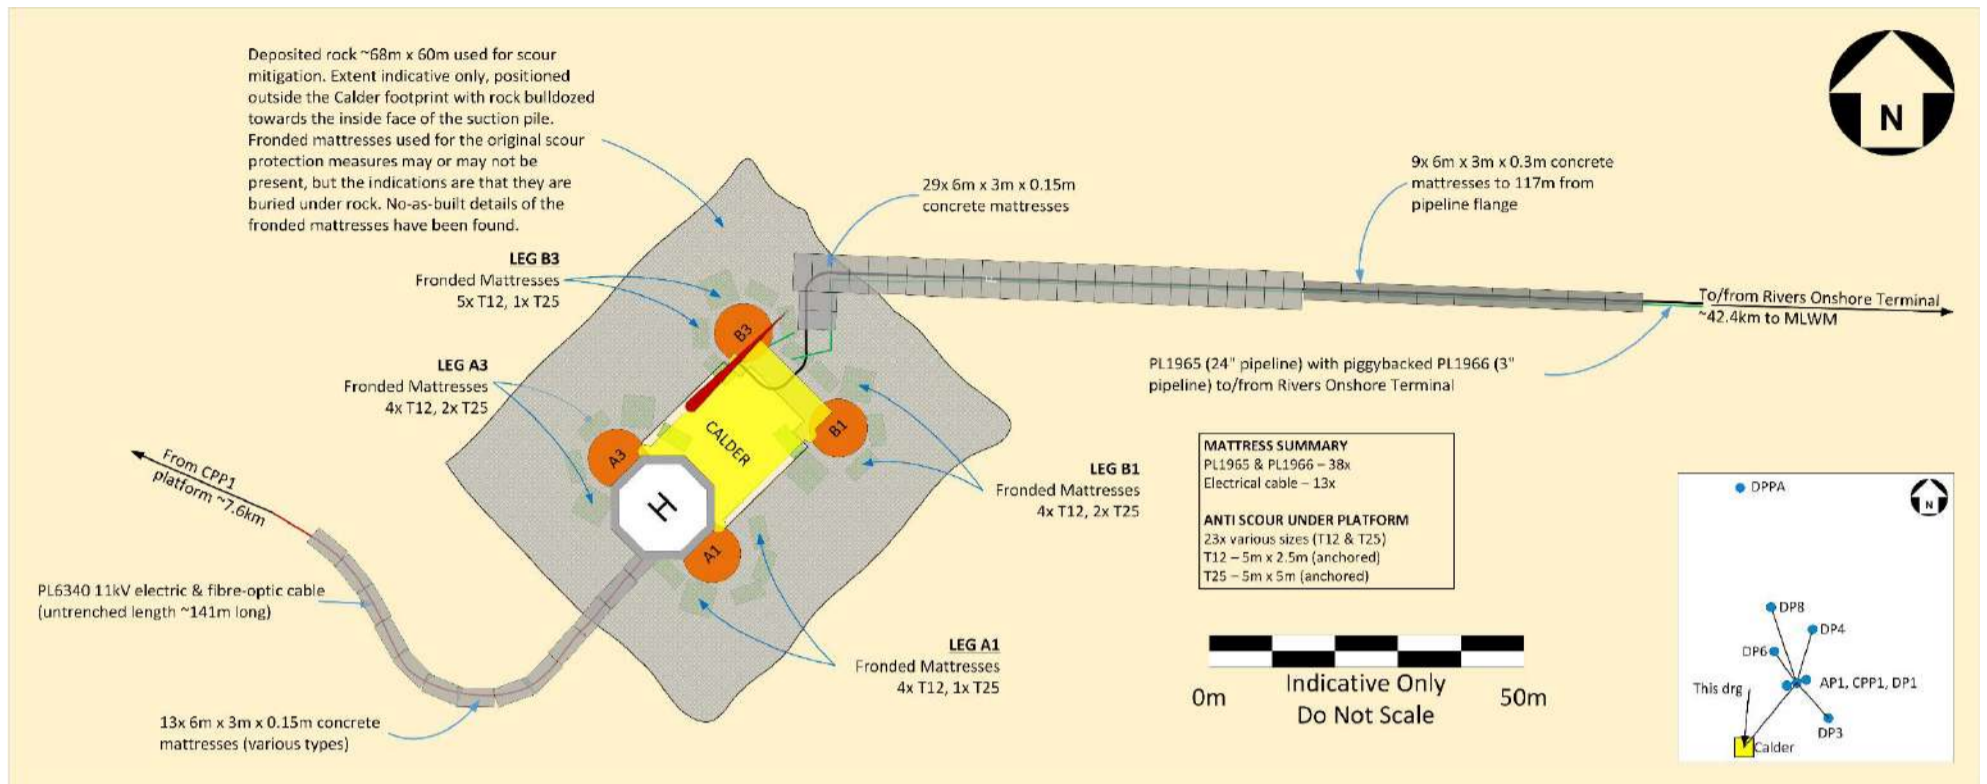 Deposited rock ~68m x 60m used for scour
mitigation. Extent indicative only, positioned
outside the Calder footprint with rock bulldozed
towards the inside face of the suction pile.
Fronded mattresses used for the original scour
protection measures may or may not be
present, but the indications are that they are
buried under rock. No-as-built details of the
fronded mattresses have been found.
N
29x 6m x 3m x 0.15m
concrete mattresses
9x 6m x 3m x 0.3m concrete
mattresses to 117m from
pipeline flange
LEG B3
Fronded Mattresses
5x T12, 1x T25
LEG A3
Fronded Mattresses
4x T12, 2x T25
B3
B1
A3
A1
CALDER
H
To/from Rivers Onshore Terminal
~42.4km to MLWM
PL1965 (24" pipeline) with piggybacked PL1966 (3"
pipeline) to/from Rivers Onshore Terminal
From CPP1
platform ~7.6km
LEG B1
Fronded Mattresses
4x T12, 2x T25
PL6340 11kV electric & fibre-optic cable
(untrenched length ~141m long)
LEG A1
Fronded Mattresses
4x T12, 1x T25
13x 6m x 3m x 0.15m concrete
mattresses (various types)
MATTRESS SUMMARY
PL1965 & PL1966 – 38x
Electrical cable – 13x
ANTI SCOUR UNDER PLATFORM
23x various sizes (T12 & T25)
T12 – 5m x 2.5m (anchored)
T25 – 5m x 5m (anchored)
0m
Indicative Only
Do Not Scale
50m
DPPA
N
DP8
DP4
DP6
AP1, CPP1, DP1
This drg
DP3
Calder